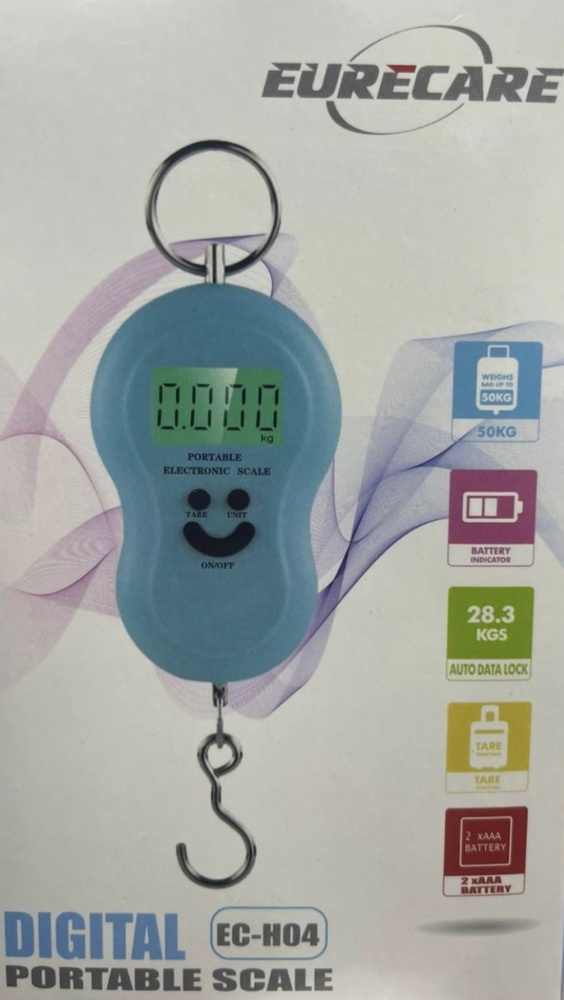 EURECARE
0.000
kg
PORTABLE
ELECTRONIC SCALE
TARE UNIT
ON/OFF
WEIGHS
BAG UP TO
50KG
50KG
BATTERY
INDICATOR
28.3
KGS
AUTO DATA LOCK
TARE
FUNCTION
TARE
FUNCTION
2 xAAA
BATTERY
2 xAAA
BATTERY
DIGITAL EC-H04
PORTABLE SCALE